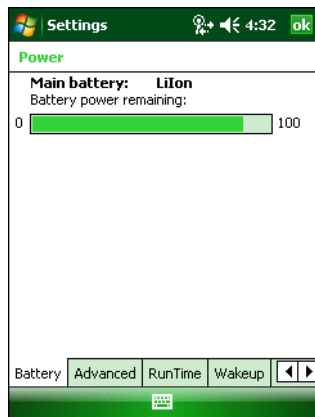 Settings 4:32 ok
Power
Main battery: LiIon
Battery power remaining:
0 100
Battery Advanced RunTime Wakeup